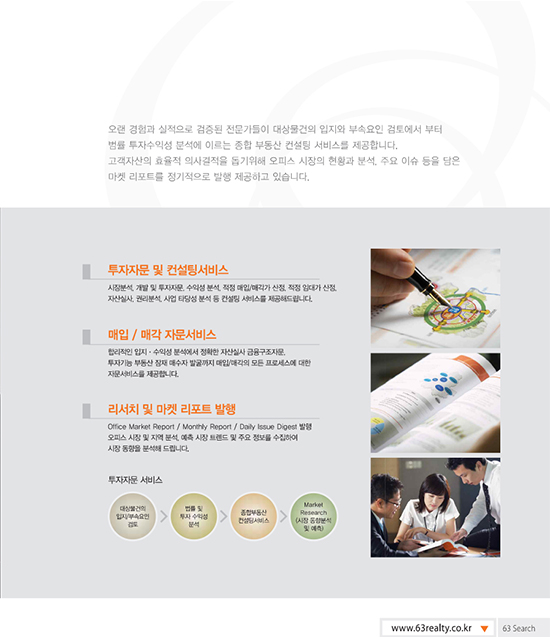 오랜 경험과 실적으로 검증된 전문가들이 대상물건의 입지와 부속요인 검토에서 부터
법률 투자수익성 분석에 이르는 종합 부동산 컨설팅 서비스를 제공합니다.
고객자산의 효율적 의사결적을 돕기위해 오피스 시장의 현황과 분석, 주요 이슈 등을 담은
마켓 리포트를 정기적으로 발행 제공하고 있습니다.
투자자문 및 컨설팅서비스
시장분석, 개발 및 투자자문, 수익성 분석, 적정 매입/매각가 산정, 적정 임대가 산정,
자산실사, 권리분석, 사업 타당성 분석 등 컨설팅 서비스를 제공해드립니다.
매입 / 매각 자문서비스
합리적인 입지 · 수익성 분석에서 정확한 자산실시 금융구조자문,
투자기능 부동산 잠재 매수자 발굴까지 매입/매각의 모든 프로세스에 대한
자문서비스를 제공합니다.
리서치 및 마켓 리포트 발행
Office Market Report / Monthly Report / Daily Issue Digest 발행
오피스 시장 및 지역 분석, 예측 시장 트렌드 및 주요 정보를 수집하여
시장 동향을 분석해 드립니다.
투자자문 서비스
대상물건의
입지/부속요인
검토
법률 및
투자 수익성
분석
종합부동산
컨설팅서비스
Market
Research
(시장 동향분석
및 예측)
www.63realty.co.kr
63 Search